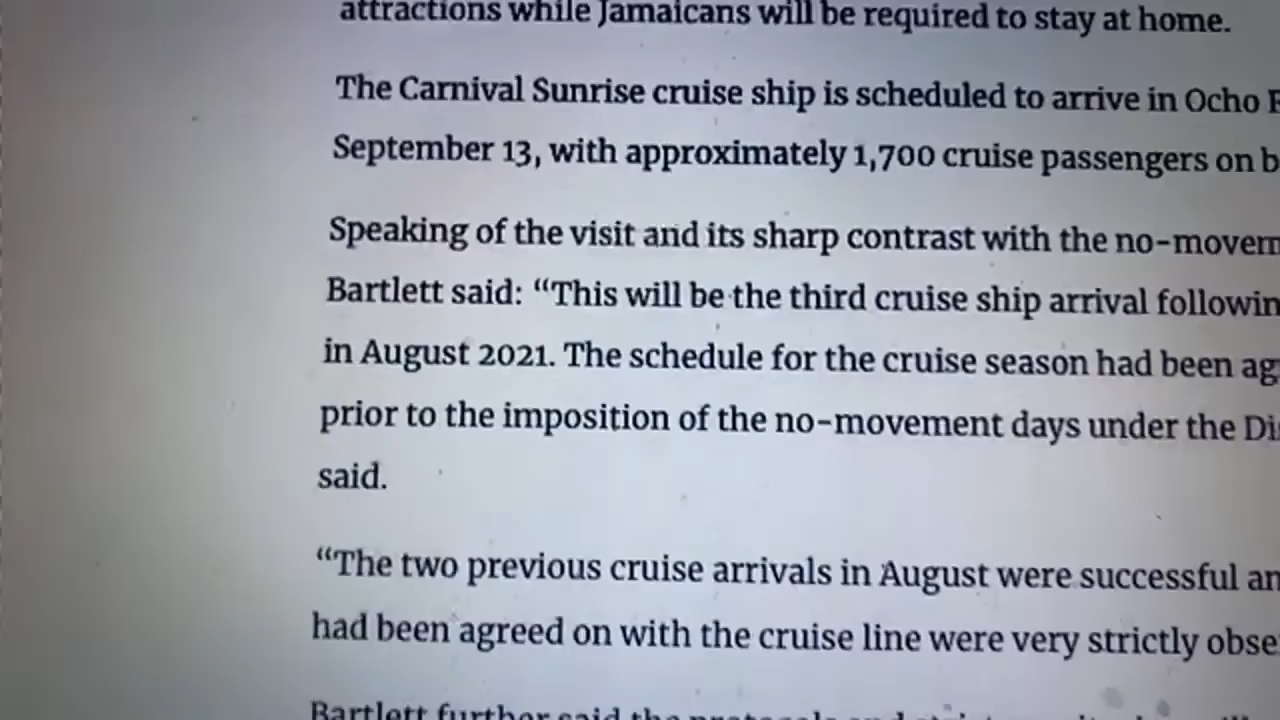 attractions while Jamaicans will be required to stay at home.
The Carnival Sunrise cruise ship is scheduled to arrive in Ocho
September 13, with approximately 1,700 cruise passengers on
Speaking of the visit and its sharp contrast with the
Bartlett said: “This will be the third cruise ship arrival
in August 2021. The schedule for the cruise season had been
prior to the imposition of the no-movement days under the
said.
“The two previous cruise arrivals in August were successful
had been agreed on with the cruise line were very strictly
Bartlett further said the